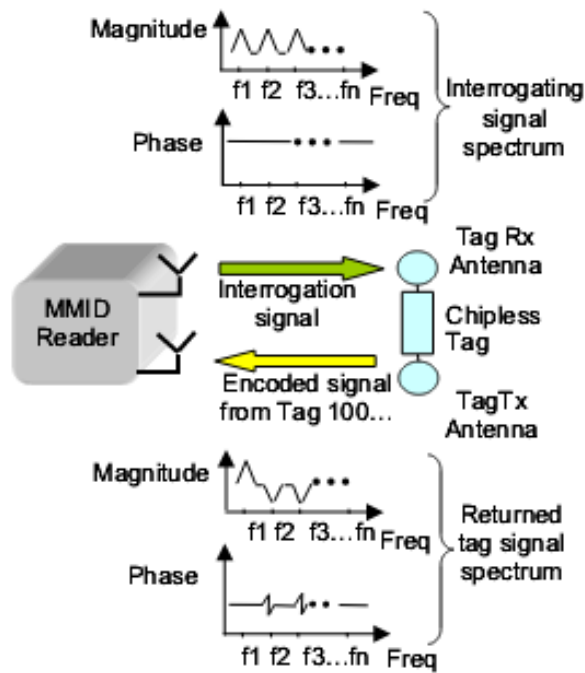 Magnitude
f1 f2 f3...fn Freq
Interrogating
signal
spectrum
Phase
f1 f2 f3...fn Freq
MMID
Reader
Interrogation
signal
Tag Rx
Antenna
Chipless
Tag
Encoded signal
from Tag 100...
TagTx
Antenna
Magnitude
f1 f2 f3...fn Freq
Returned
tag signal
spectrum
Phase
f1 f2 f3...fn Freq